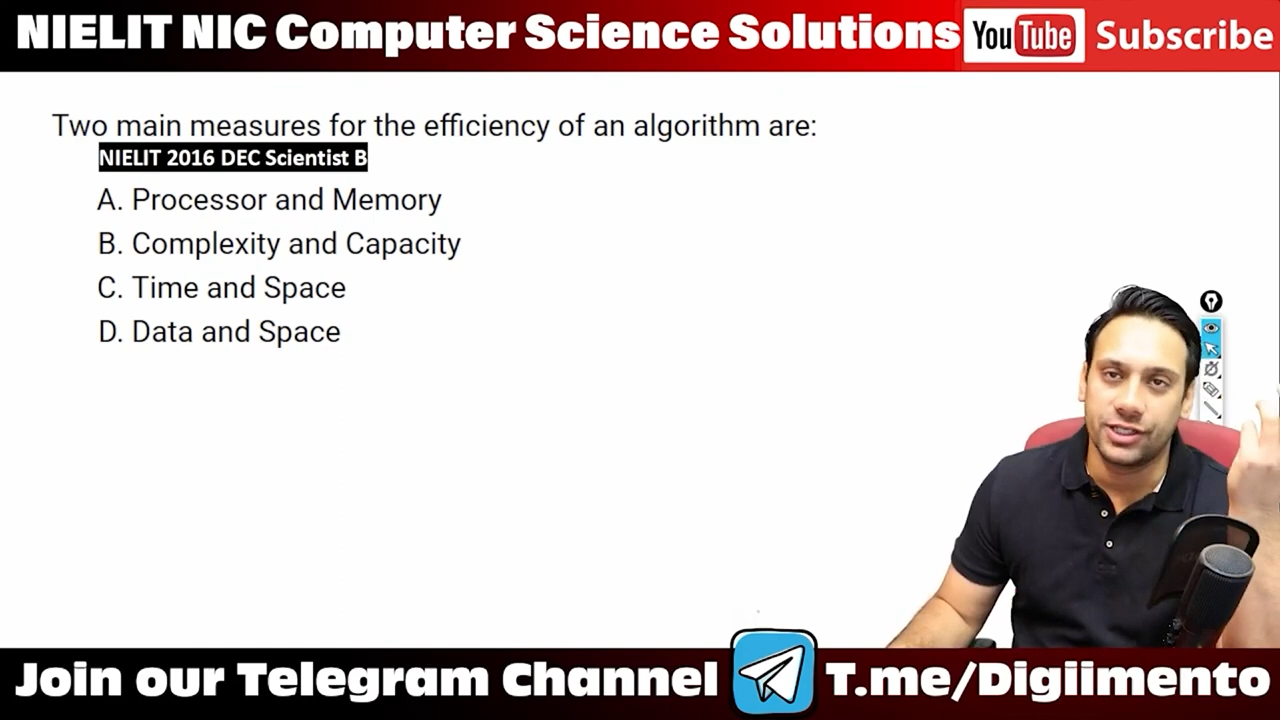 NIELIT NIC Computer Science Solutions YouTube Subscribe
Two main measures for the efficiency of an algorithm are:
NIELIT 2016 DEC Scientist B
A. Processor and Memory
B. Complexity and Capacity
C. Time and Space
D. Data and Space
Join our Telegram Channel T.me/Digiimento